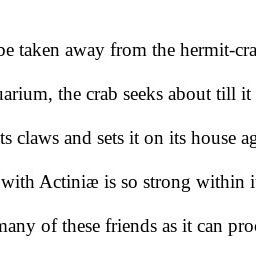 be taken away from the hermit-cra
uarium, the crab seeks about till it
ts claws and sets it on its house ag
with Actiniæ is so strong within i
many of these friends as it can pro